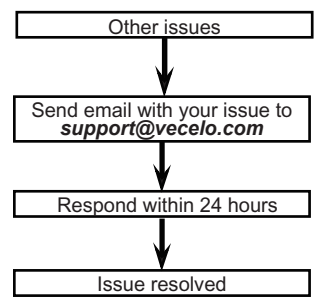 Other issues
Send email with your issue to
support@vecelo.com
Respond within 24 hours
Issue resolved